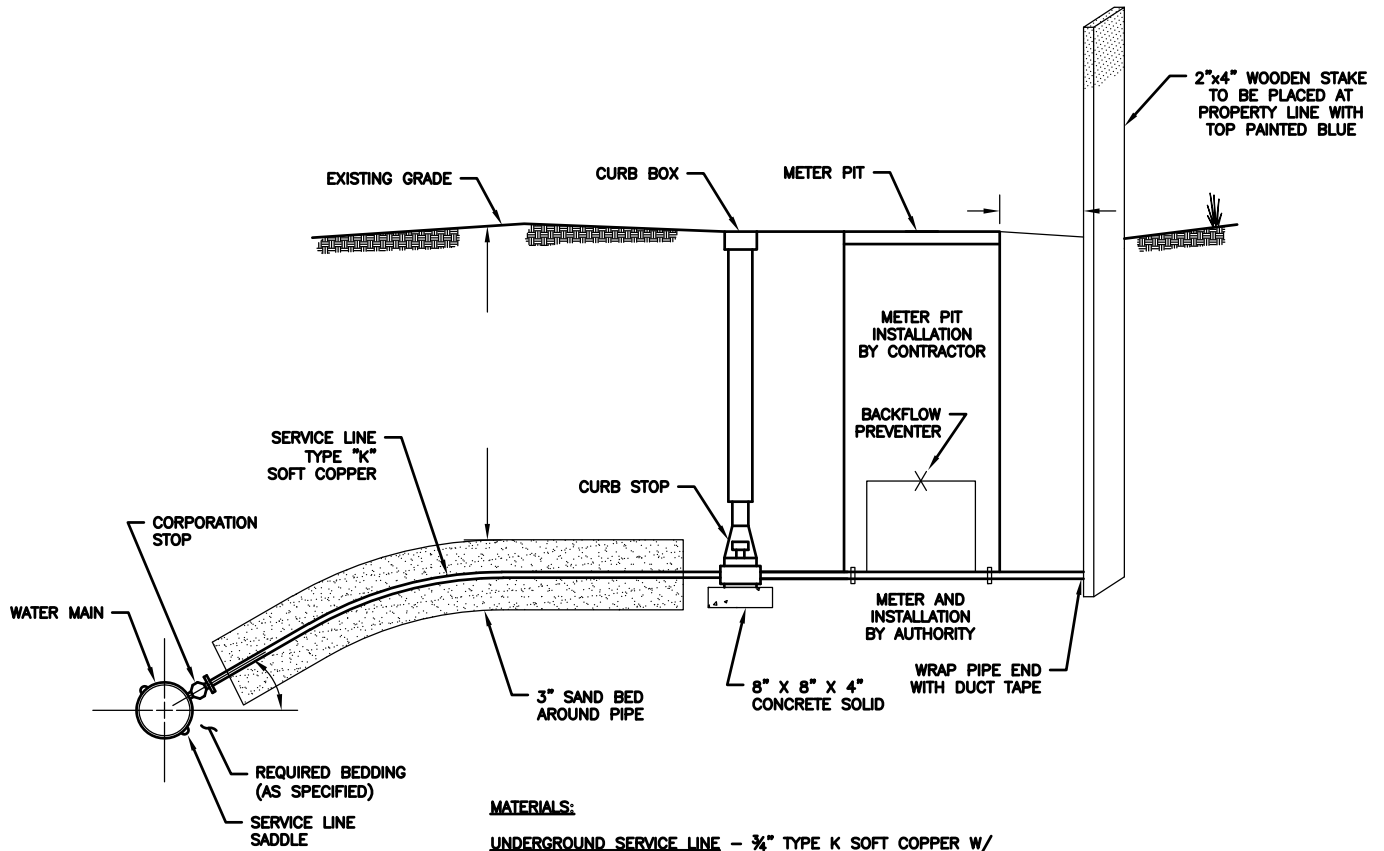 2"x4" WOODEN STAKE
TO BE PLACED AT
PROPERTY LINE WITH
TOP PAINTED BLUE
EXISTING GRADE
CURB BOX
METER PIT
METER PIT
INSTALLATION
BY CONTRACTOR
BACKFLOW
PREVENTER
SERVICE LINE
TYPE "K"
SOFT COPPER
CURB STOP
CORPORATION
STOP
WATER MAIN
METER AND
INSTALLATION
BY AUTHORITY
WRAP PIPE END
WITH DUCT TAPE
8" X 8" X 4"
CONCRETE SOLID
3" SAND BED
AROUND PIPE
REQUIRED BEDDING
(AS SPECIFIED)
SERVICE LINE
SADDLE
MATERIALS:
UNDERGROUND SERVICE LINE – ¾" TYPE K SOFT COPPER W/